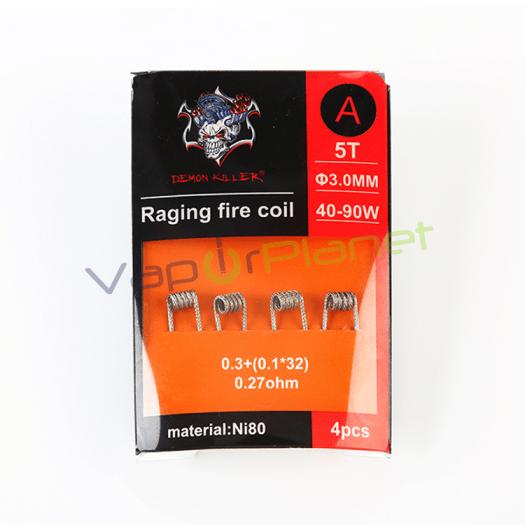 A
5T
Φ3.0MM
40-90W
DEMON KILLER®
Raging fire coil
VaporPlanet
0.3+(0.1*32)
0.27ohm
material:Ni80
4pcs